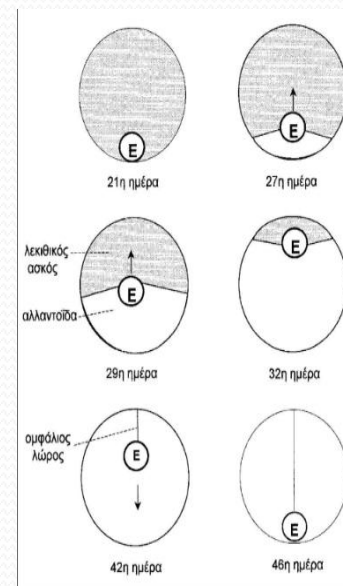 E
21η ημέρα
E
27η ημέρα
λεκιθικός
ασκός
αλλαντοΐδα
E
29η ημέρα
E
32η ημέρα
ομφάλιος
λώρος
E
42η ημέρα
E
46η ημέρα